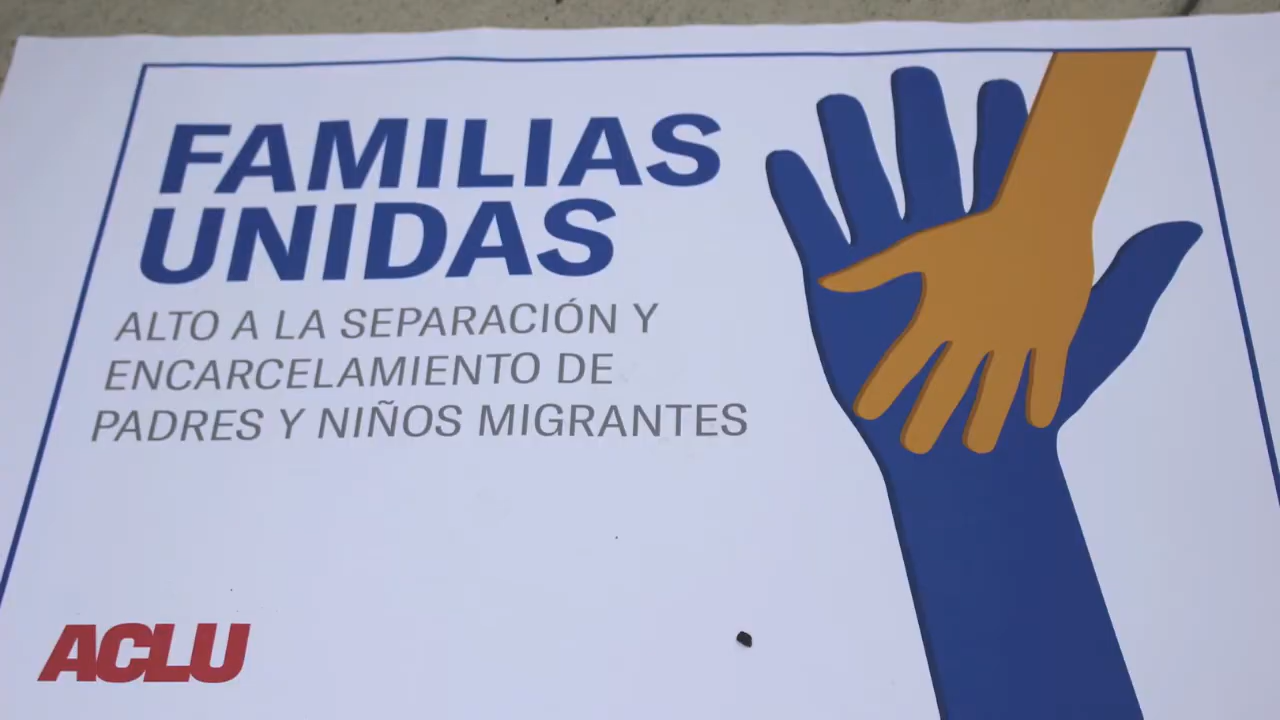 FAMILIAS
UNIDAS
ALTO A LA SEPARACIÓN Y
ENCARCELAMIENTO DE
PADRES Y NIÑOS MIGRANTES
ACLU